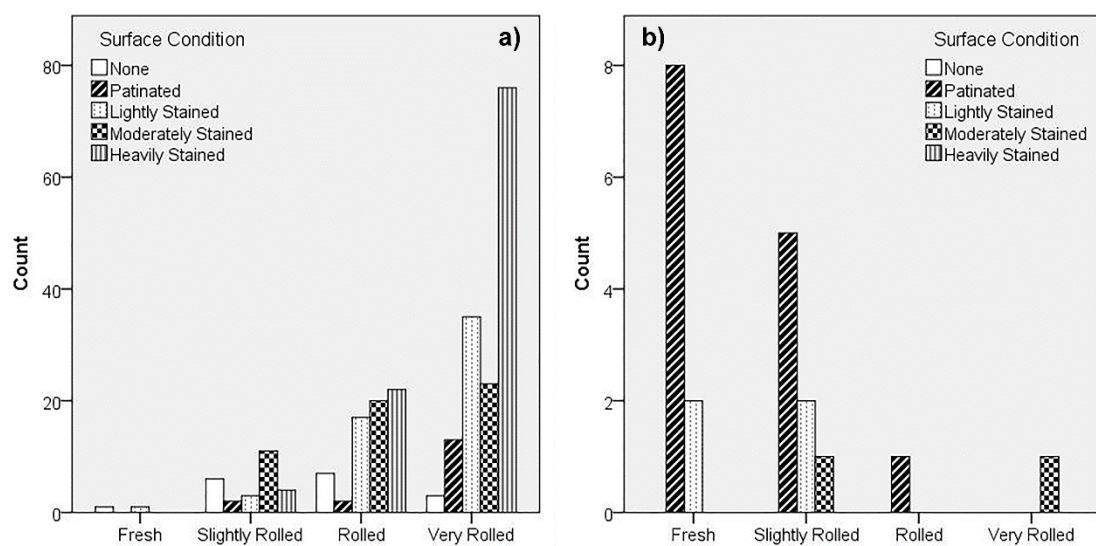 a)
Surface Condition
None
Patinated
Lightly Stained
Moderately Stained
Heavily Stained
80
60
40
20
0
Count
Fresh Slightly Rolled Rolled Very Rolled
b)
Surface Condition
None
Patinated
Lightly Stained
Moderately Stained
Heavily Stained
8
6
4
2
0
Count
Fresh Slightly Rolled Rolled Very Rolled